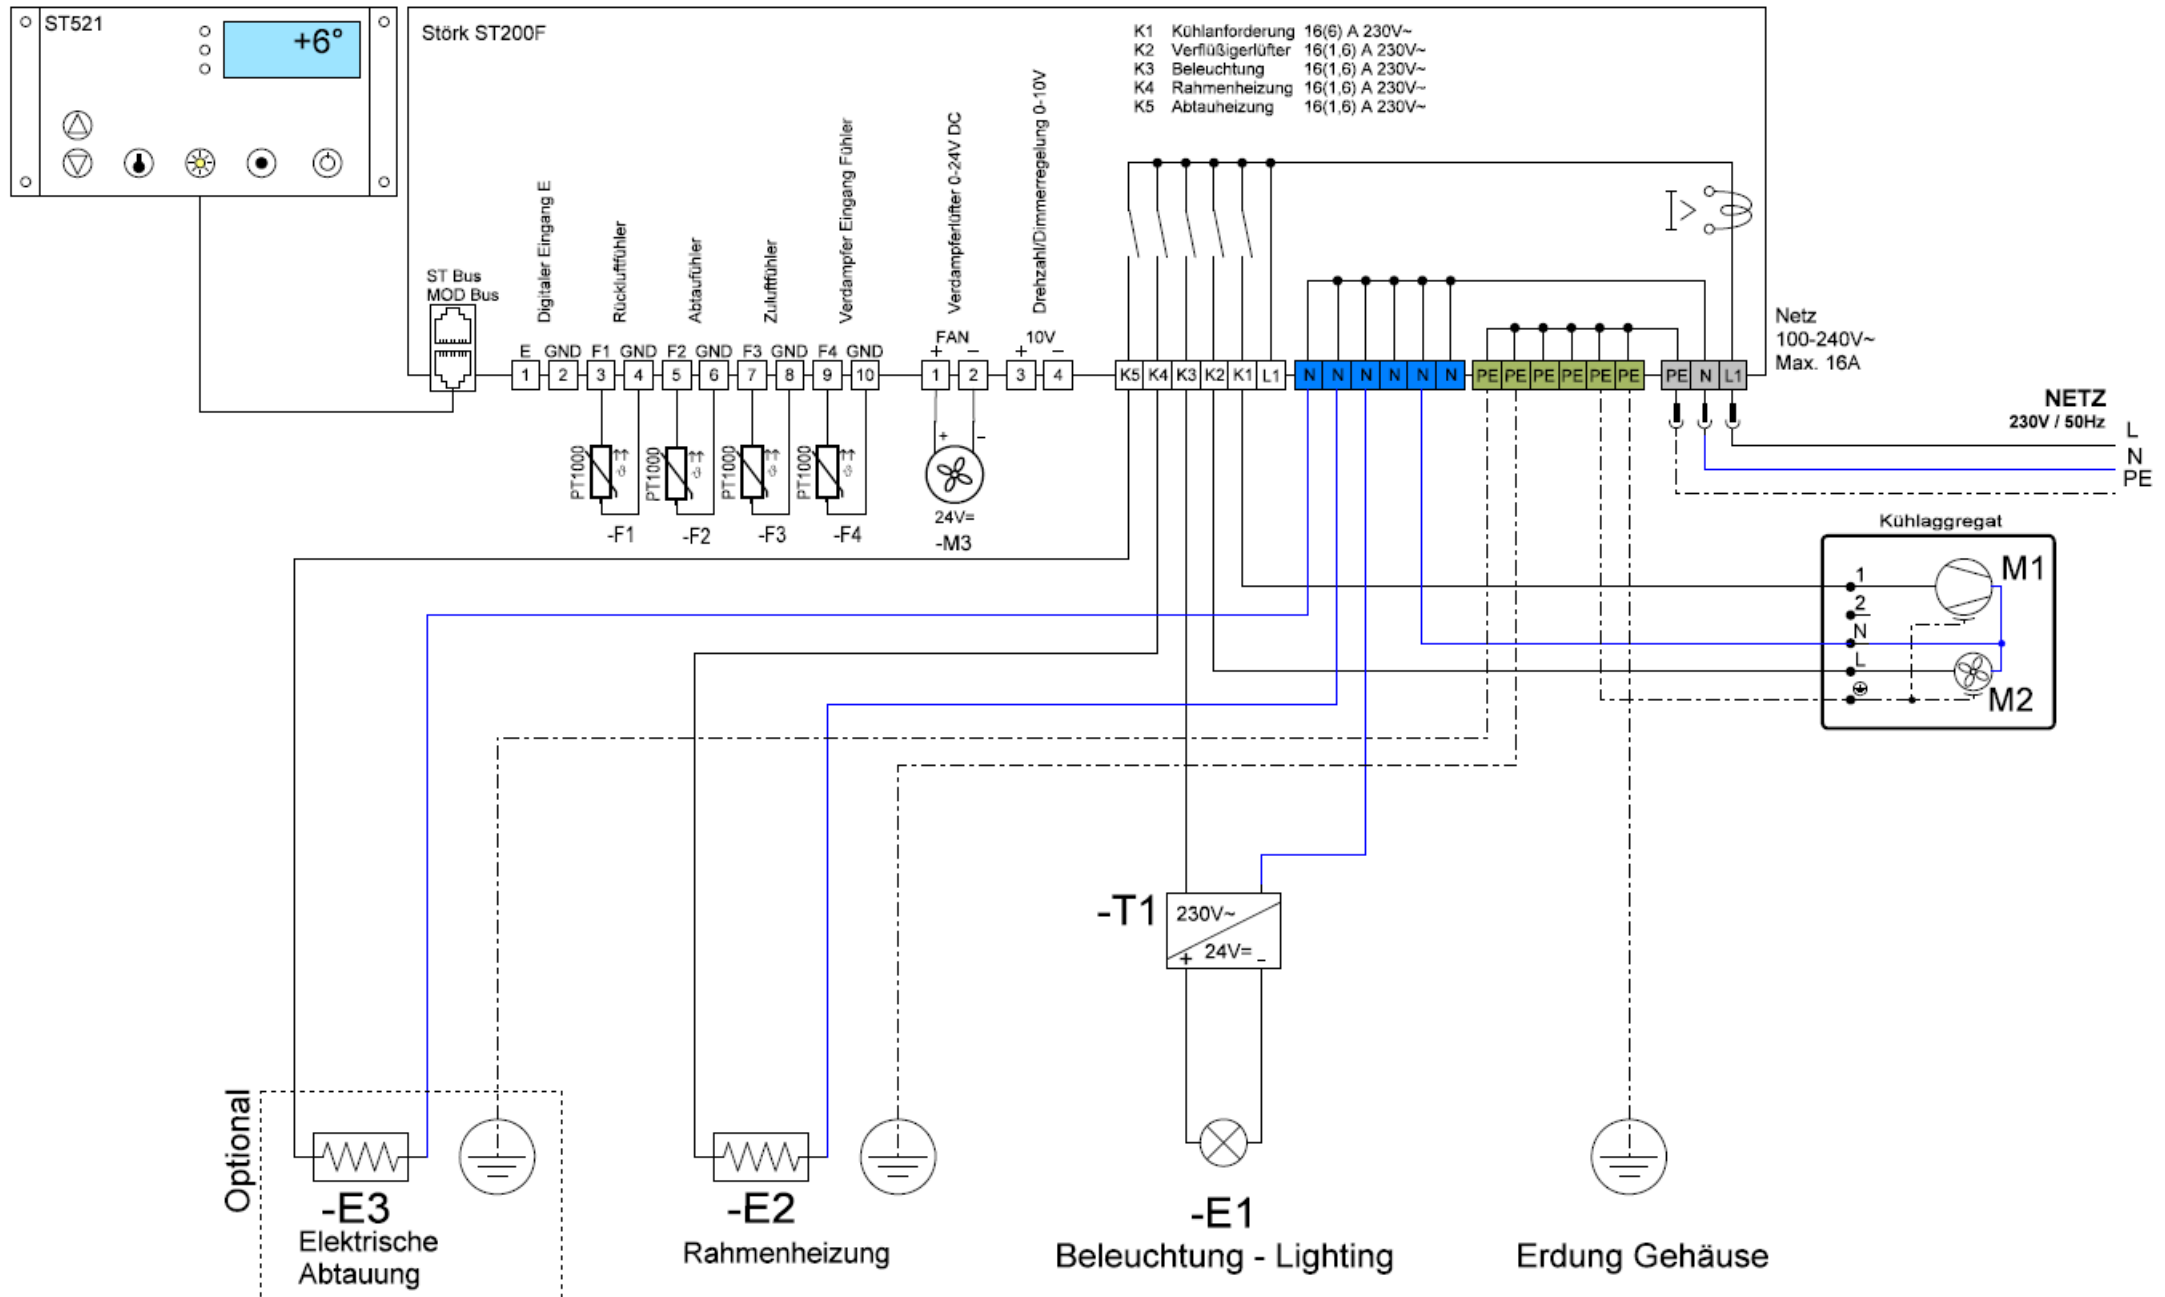 ST521
+6°
Störk ST200F
K1 Kühlanforderung 16(6) A 230V~
K2 Verflüßigerlüfter 16(1,6) A 230V~
K3 Beleuchtung 16(1,6) A 230V~
K4 Rahmenheizung 16(1,6) A 230V~
K5 Abtauheizung 16(1,6) A 230V~
Digitaler Eingang E
Rückluftfühler
Abtaufühler
Zuluftfühler
Verdampfer Eingang Fühler
Verdampferlüfter 0-24V DC
Drehzahl/Dimmerregelung 0-10V
ST Bus
MOD Bus
E GND F1 GND F2 GND F3 GND F4 GND
1 2 3 4 5 6 7 8 9 10
FAN
+ −
1 2
10V
+ −
3 4
K5 K4 K3 K2 K1 L1
N N N N N N
PE PE PE PE PE PE
PE N L1
Netz
100-240V~
Max. 16A
NETZ
230V / 50Hz
L
N
PE
PT1000
PT1000
PT1000
PT1000
-F1
-F2
-F3
-F4
+ −
24V=
-M3
Kühlaggregat
1
2
N
L
M1
M2
-T1
230V~
24V=
+ −
Optional
-E3
Elektrische
Abtauung
-E2
Rahmenheizung
-E1
Beleuchtung - Lighting
Erdung Gehäuse